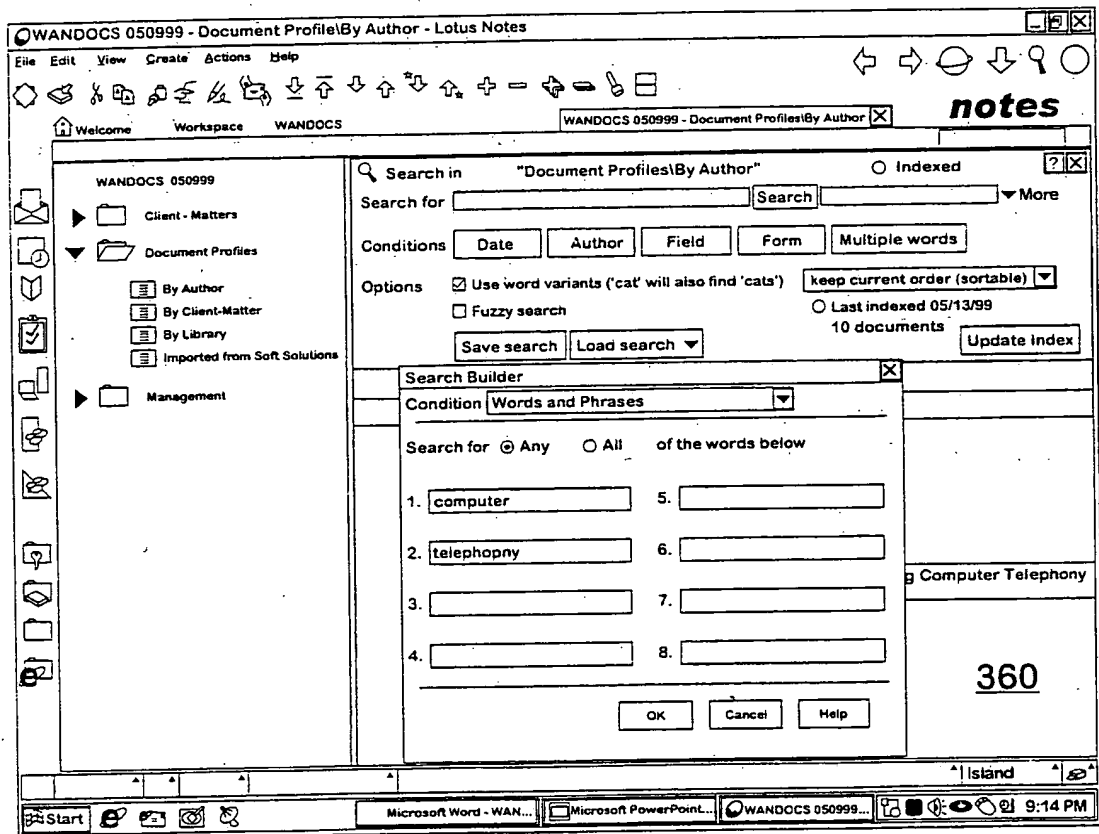 WANDOCS 050999 - Document Profile\By Author - Lotus Notes
File Edit View Create Actions Help
notes
Welcome Workspace WANDOCS WANDOCS 050999 - Document Profiles\By Author
WANDOCS 050999
Client - Matters
Document Profiles
By Author
By Client-Matter
By Library
Imported from Soft Solutions
Management
Search in "Document Profiles\By Author" Indexed ?
Search for Search More
Conditions Date Author Field Form Multiple words
Options Use word variants ('cat' will also find 'cats') keep current order (sortable)
Fuzzy search Last indexed 05/13/99
10 documents
Save search Load search Update Index
Search Builder
Condition Words and Phrases
Search for Any All of the words below
1. computer 5.
2. telephopny 6.
3. 7.
4. 8.
OK Cancel Help
g Computer Telephony
360
Island
Start Microsoft Word - WAN... Microsoft PowerPoint... WANDOCS 050999... 9:14 PM